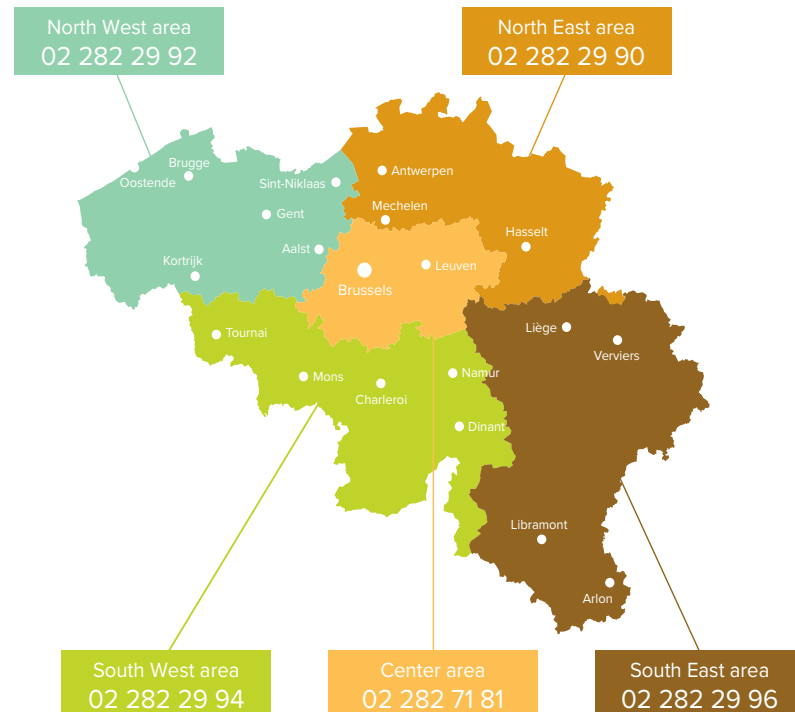 North West area
02 282 29 92
North East area
02 282 29 90
Brugge
Oostende
Sint-Niklaas
Antwerpen
Gent
Mechelen
Aalst
Hasselt
Kortrijk
Leuven
Brussels
Tournai
Liège
Verviers
Mons
Namur
Charleroi
Dinant
Libramont
Arlon
South West area
02 282 29 94
Center area
02 282 71 81
South East area
02 282 29 96